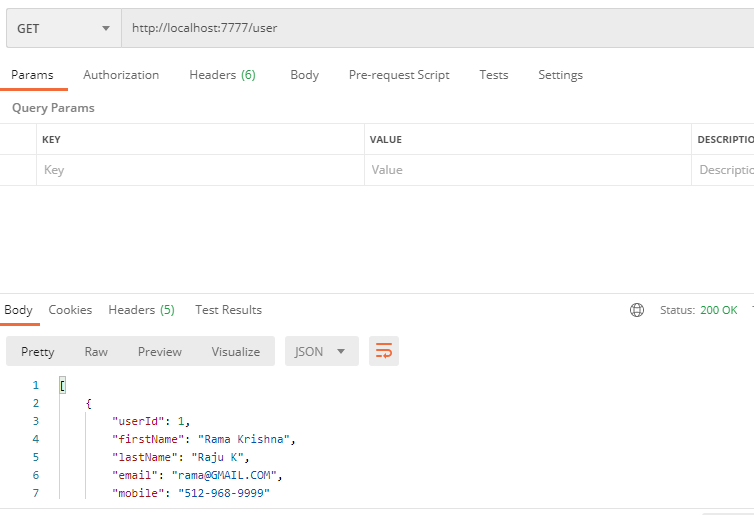 GET http://localhost:7777/user
Params Authorization Headers (6) Body Pre-request Script Tests Settings
Query Params
KEY VALUE DESCRIPTIO
Key Value Descriptio
Body Cookies Headers (5) Test Results Status: 200 OK
Pretty Raw Preview Visualize JSON
1 [
2 {
3 "userId": 1,
4 "firstName": "Rama Krishna",
5 "lastName": "Raju K",
6 "email": "rama@GMAIL.COM",
7 "mobile": "512-968-9999"